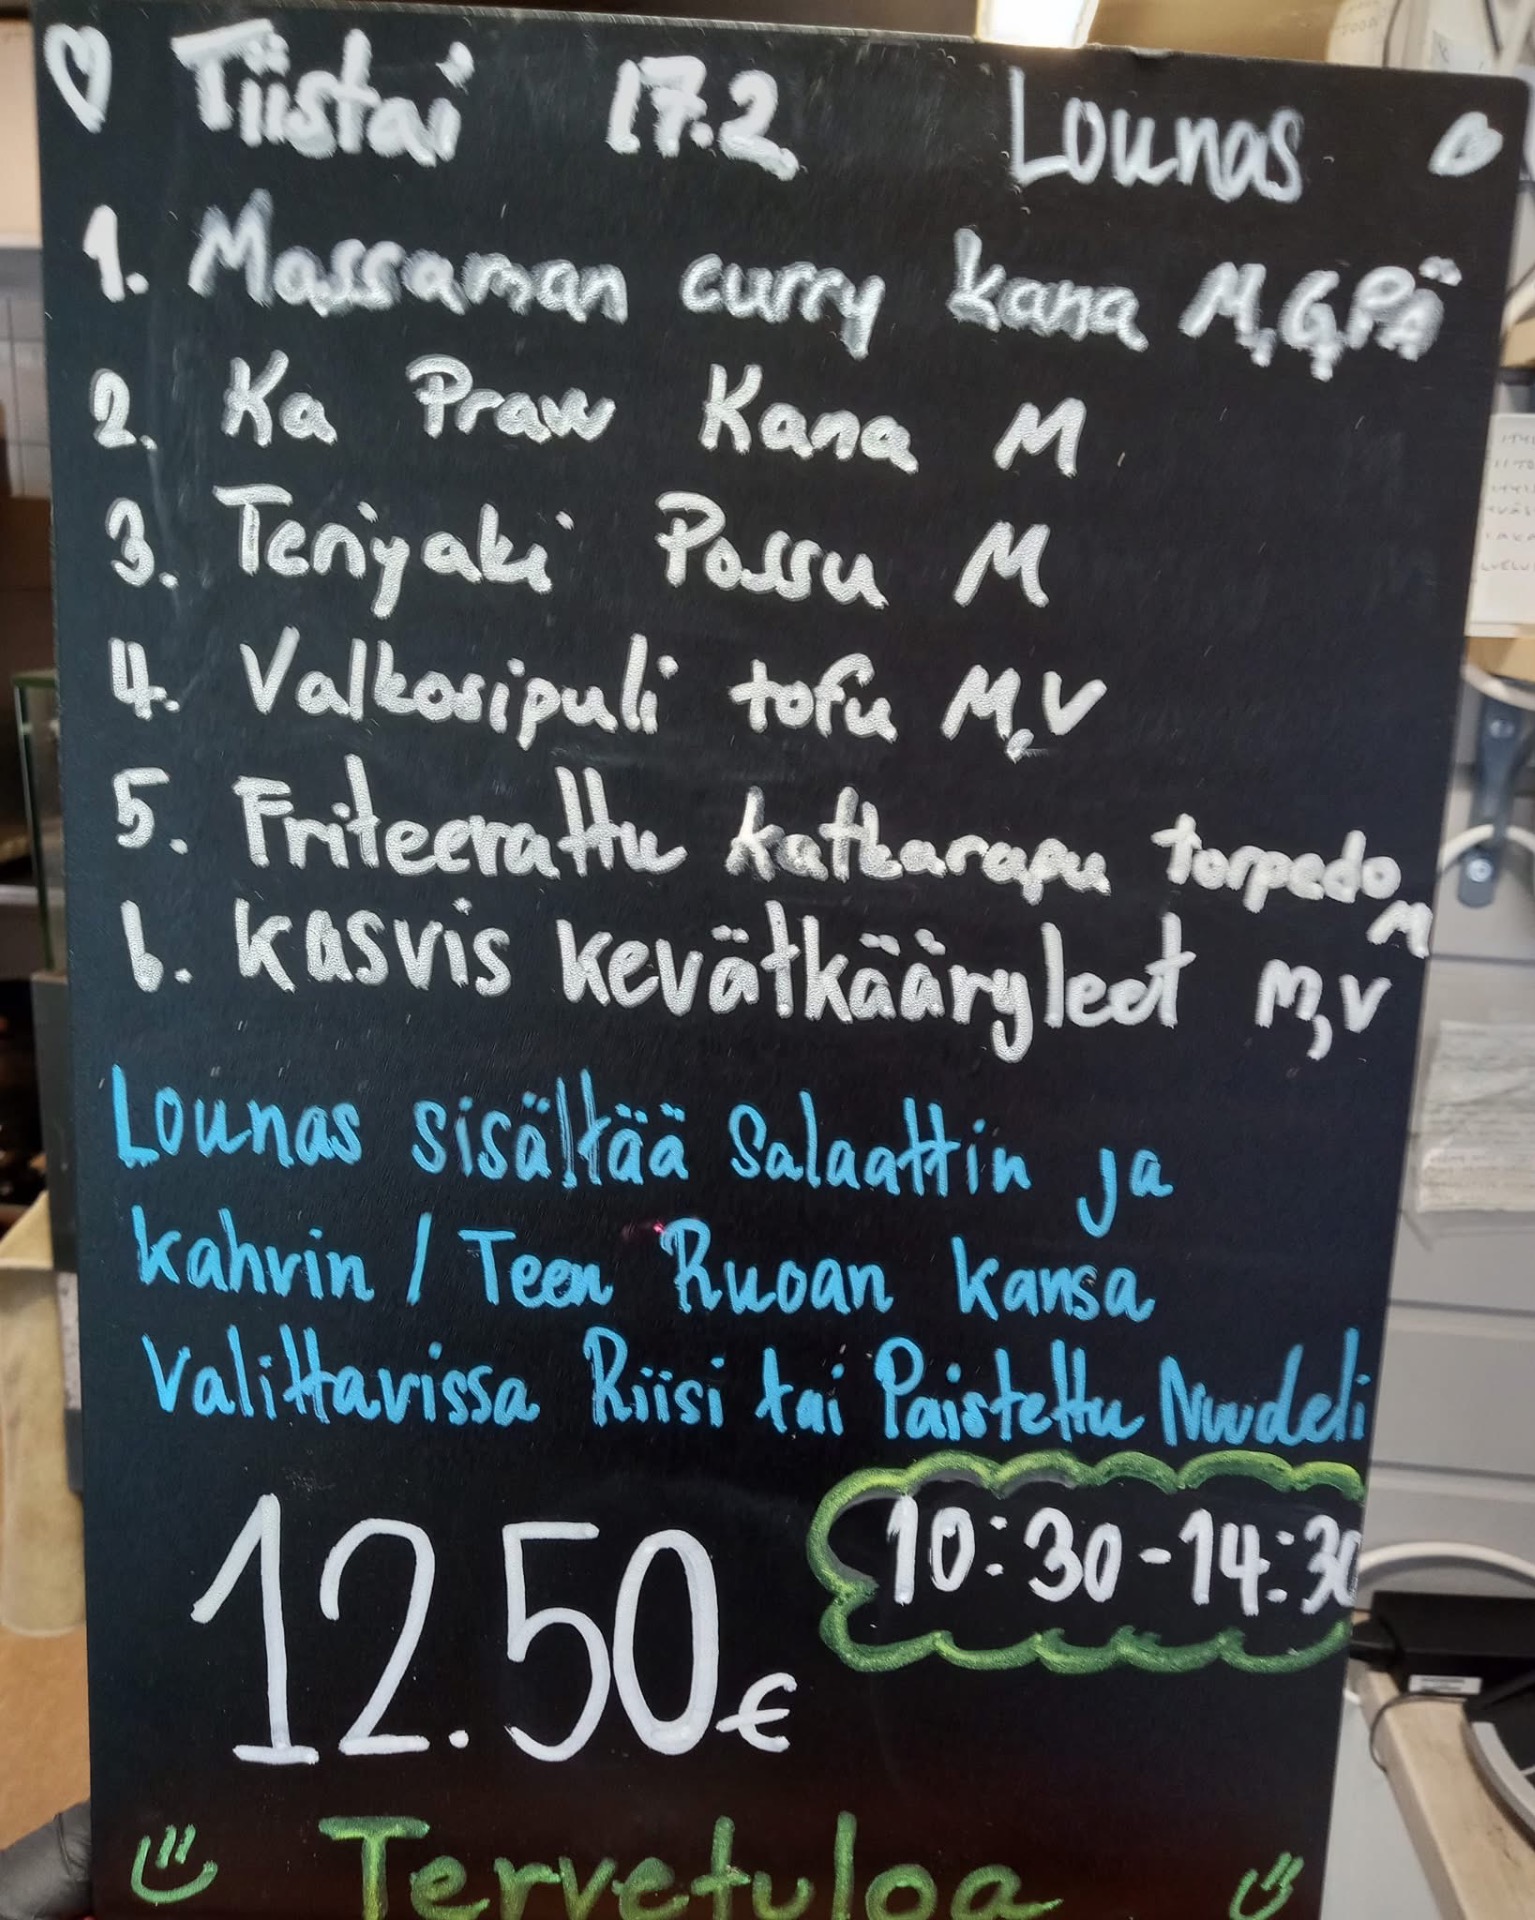 Tiistai 17.2. Lounas
1. Massaman curry kana M,G,PÄ
2. Ka Praw Kana M
3. Teriyaki Possu M
4. Valkosipuli tofu M,V
5. Friteerattu katkarapu torpedo M
6. Kasvis kevätkääryleet M,V
Lounas sisältää Salaattin ja
kahvin / Teen Ruoan kansa
Valittavissa Riisi tai Paistettu Nuudeli
10:30-14:30
12.50€
Tervetuloa